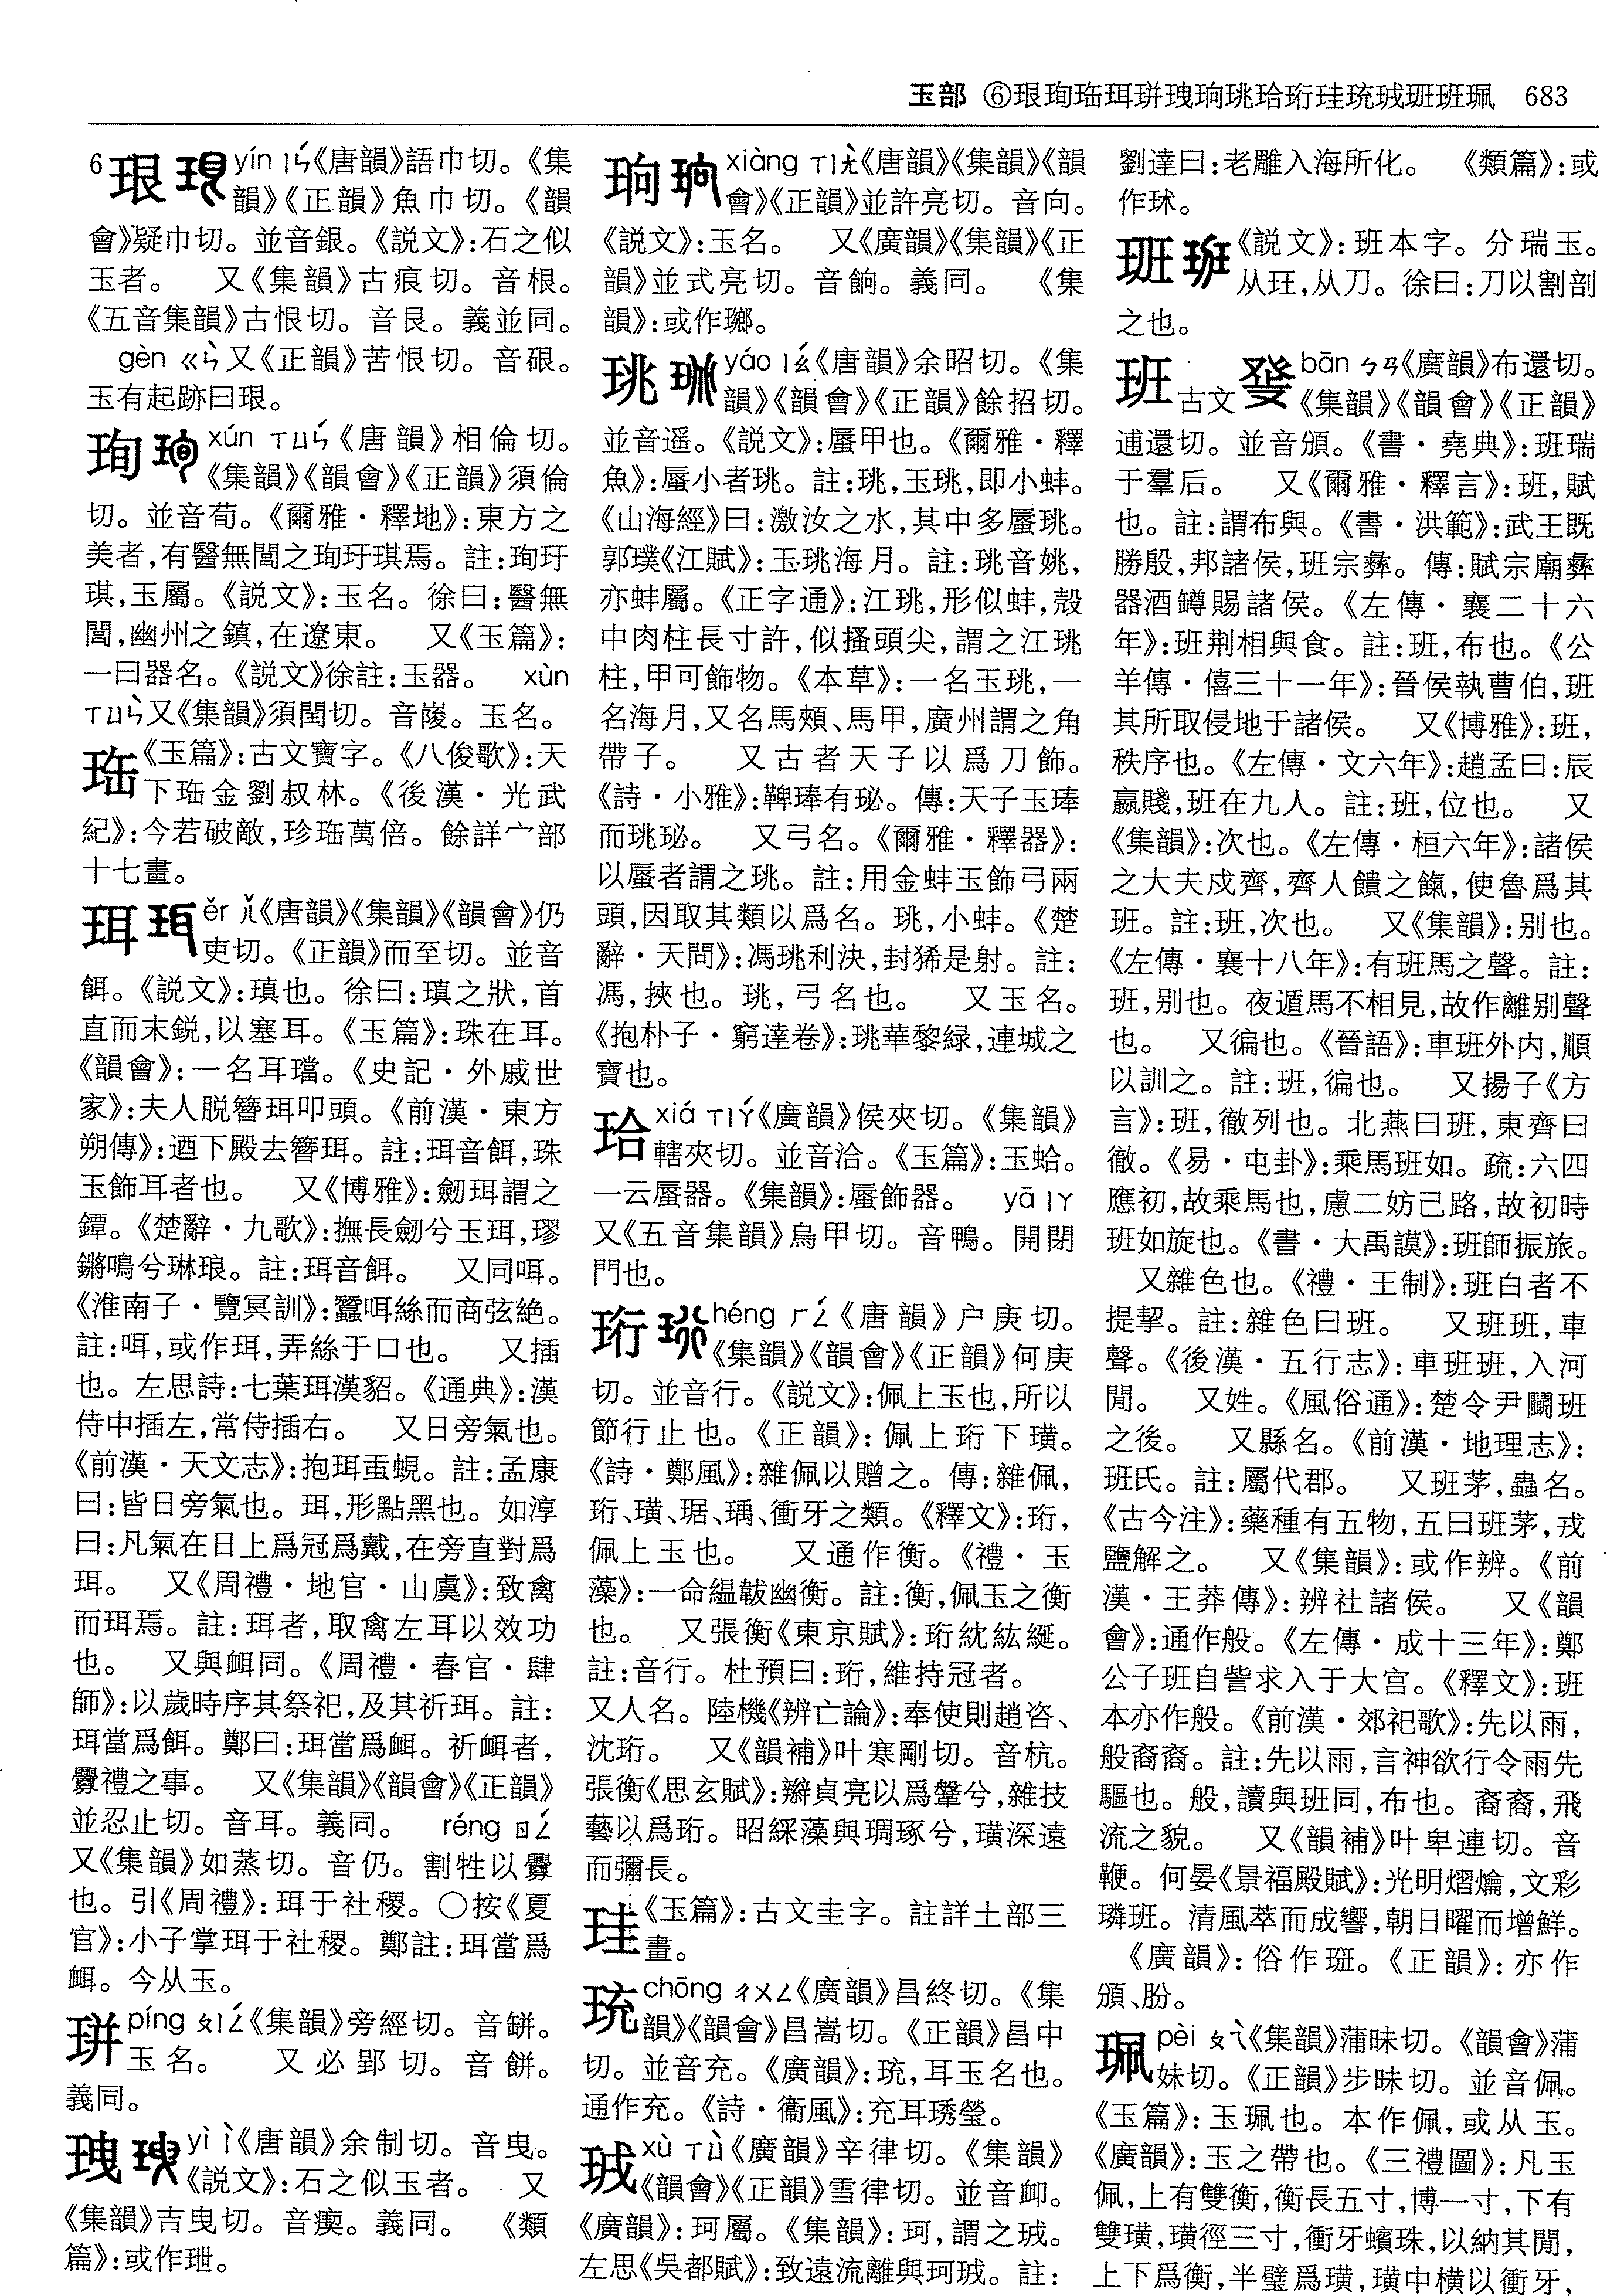 玉部 ⑥珢珣珤珥琣㻋珦珧珨珩珪珫珬𤤳班珮 683
6珢 yín ㄧㄣˊ《唐韻》語巾切。《集
韻》《正韻》魚巾切。《韻
會》疑巾切。並音銀。《説文》:石之似
玉者。 又《集韻》古痕切。音根。
《五音集韻》古恨切。音艮。義並同。
gèn ㄍㄣˋ又《正韻》苦恨切。音硍。
玉有起跡曰珢。
珣 xún ㄒㄩㄣˊ《唐韻》相倫切。
《集韻》《韻會》《正韻》須倫
切。並音荀。《爾雅・釋地》:東方之
美者,有醫無閭之珣玗琪焉。註:珣玗
琪,玉屬。《説文》:玉名。徐曰:醫無
閭,幽州之鎮,在遼東。 又《玉篇》:
一曰器名。《説文》徐註:玉器。 xùn
ㄒㄩㄣˋ又《集韻》須閏切。音陖。玉名。
珤《玉篇》:古文寶字。《八俊歌》:天
下珤金劉叔林。《後漢・光武
紀》:今若破敵,珍珤萬倍。餘詳宀部
十七畫。
珥 ěr ㄦˇ《唐韻》《集韻》《韻會》仍
吏切。《正韻》而至切。並音
餌。《説文》:瑱也。徐曰:瑱之狀,首
直而末鋭,以塞耳。《玉篇》:珠在耳。
《韻會》:一名耳璫。《史記・外戚世
家》:夫人脱簪珥叩頭。《前漢・東方
朔傳》:迺下殿去簪珥。註:珥音餌,珠
玉飾耳者也。 又《博雅》:劒珥謂之
鐔。《楚辭・九歌》:撫長劒兮玉珥,璆
鏘鳴兮琳琅。註:珥音餌。 又同咡。
《淮南子・覽冥訓》:蠶咡絲而商弦絶。
註:咡,或作珥,弄絲于口也。 又插
也。左思詩:七葉珥漢貂。《通典》:漢
侍中插左,常侍插右。 又日旁氣也。
《前漢・天文志》:抱珥䖝蜺。註:孟康
曰:皆日旁氣也。珥,形點黑也。如淳
曰:凡氣在日上爲冠爲戴,在旁直對爲
珥。 又《周禮・地官・山虞》:致禽
而珥焉。註:珥者,取禽左耳以效功
也。 又與衈同。《周禮・春官・肆
師》:以歲時序其祭祀,及其祈珥。註:
珥當爲餌。鄭曰:珥當爲衈。祈衈者,
釁禮之事。 又《集韻》《韻會》《正韻》
並忍止切。音耳。義同。 réng ㄖㄥˊ
又《集韻》如蒸切。音仍。割牲以釁
也。引《周禮》:珥于社稷。○按《夏
官》:小子掌珥于社稷。鄭註:珥當爲
衈。今从玉。
píng ㄆㄧㄥˊ《集韻》旁經切。音缾。
玉名。 又必郢切。音餅。
義同。
yì ㄧˋ《唐韻》余制切。音曳。
《説文》:石之似玉者。 又
《集韻》吉曳切。音瘈。義同。 《類
篇》:或作玴。
珦 xiàng ㄒㄧㄤˋ《唐韻》《集韻》《韻
會》《正韻》並許亮切。音向。
《説文》:玉名。 又《廣韻》《集韻》《正
韻》並式亮切。音餉。義同。 《集
韻》:或作𤩴。
珧 yáo ㄧㄠˊ《唐韻》余昭切。《集
韻》《韻會》《正韻》餘招切。
並音遥。《説文》:蜃甲也。《爾雅・釋
魚》:蜃小者珧。註:珧,玉珧,即小蚌。
《山海經》曰:激汝之水,其中多蜃珧。
郭璞《江賦》:玉珧海月。註:珧音姚,
亦蚌屬。《正字通》:江珧,形似蚌,殼
中肉柱長寸許,似搔頭尖,謂之江珧
柱,甲可飾物。《本草》:一名玉珧,一
名海月,又名馬頰、馬甲,廣州謂之角
帶子。 又古者天子以爲刀飾。
《詩・小雅》:鞞琫有珌。傳:天子玉琫
而珧珌。 又弓名。《爾雅・釋器》:
以蜃者謂之珧。註:用金蚌玉飾弓兩
頭,因取其類以爲名。珧,小蚌。《楚
辭・天問》:馮珧利決,封狶是射。註:
馮,挾也。珧,弓名也。 又玉名。
《抱朴子・窮達卷》:珧華黎緑,連城之
寶也。
珨 xiá ㄒㄧㄚˊ《廣韻》侯夾切。《集韻》
轄夾切。並音洽。《玉篇》:玉蛤。
一云蜃器。《集韻》:蜃飾器。 yā ㄧㄚ
又《五音集韻》烏甲切。音鴨。開閉
門也。
珩 héng ㄏㄥˊ《唐韻》户庚切。
《集韻》《韻會》《正韻》何庚
切。並音行。《説文》:佩上玉也,所以
節行止也。《正韻》:佩上珩下璜。
《詩・鄭風》:雜佩以贈之。傳:雜佩,
珩、璜、琚、瑀、衝牙之類。《釋文》:珩,
佩上玉也。 又通作衡。《禮・玉
藻》:一命緼韍幽衡。註:衡,佩玉之衡
也。 又張衡《東京賦》:珩紞紘綖。
註:音行。杜預曰:珩,維持冠者。
又人名。陸機《辨亡論》:奉使則趙咨、
沈珩。 又《韻補》叶寒剛切。音杭。
張衡《思玄賦》:辮貞亮以爲鞶兮,雜技
藝以爲珩。昭綵藻與琱琢兮,璜深遠
而彌長。
珪《玉篇》:古文圭字。註詳土部三
畫。
珫 chōng ㄔㄨㄥ《廣韻》昌終切。《集
韻》《韻會》昌嵩切。《正韻》昌中
切。並音充。《廣韻》:珫,耳玉名也。
通作充。《詩・衞風》:充耳琇瑩。
珬 xù ㄒㄩˋ《廣韻》辛律切。《集韻》
《韻會》《正韻》雪律切。並音卹。
《廣韻》:珂屬。《集韻》:珂,謂之珬。
左思《吳都賦》:致遠流離與珂珬。註:
劉逵曰:老雕入海所化。 《類篇》:或
作玳。
《説文》:班本字。分瑞玉。
从玨,从刀。徐曰:刀以割剖
之也。
班 古文 bān ㄅㄢ《廣韻》布還切。
《集韻》《韻會》《正韻》
逋還切。並音頒。《書・堯典》:班瑞
于羣后。 又《爾雅・釋言》:班,賦
也。註:謂布與。《書・洪範》:武王既
勝殷,邦諸侯,班宗彝。傳:賦宗廟彝
器酒罇賜諸侯。《左傳・襄二十六
年》:班荆相與食。註:班,布也。《公
羊傳・僖三十一年》:晉侯執曹伯,班
其所取侵地于諸侯。 又《博雅》:班,
秩序也。《左傳・文六年》:趙孟曰:辰
嬴賤,班在九人。註:班,位也。 又
《集韻》:次也。《左傳・桓六年》:諸侯
之大夫戍齊,齊人饋之餼,使魯爲其
班。註:班,次也。 又《集韻》:别也。
《左傳・襄十八年》:有班馬之聲。註:
班,别也。夜遁馬不相見,故作離别聲
也。 又徧也。《晉語》:車班外内,順
以訓之。註:班,徧也。 又揚子《方
言》:班,徹列也。北燕曰班,東齊曰
徹。《易・屯卦》:乘馬班如。疏:六四
應初,故乘馬也,慮二妨己路,故初時
班如旋也。《書・大禹謨》:班師振旅。
又雜色也。《禮・王制》:班白者不
提挈。註:雜色曰班。 又班班,車
聲。《後漢・五行志》:車班班,入河
閒。 又姓。《風俗通》:楚令尹鬭班
之後。 又縣名。《前漢・地理志》:
班氏。註:屬代郡。 又班茅,蟲名。
《古今注》:藥種有五物,五曰班茅,戎
鹽解之。 又《集韻》:或作辨。《前
漢・王莽傳》:辨社諸侯。 又《韻
會》:通作般。《左傳・成十三年》:鄭
公子班自訾求入于大宫。《釋文》:班
本亦作般。《前漢・郊祀歌》:先以雨,
般裔裔。註:先以雨,言神欲行令雨先
驅也。般,讀與班同,布也。裔裔,飛
流之貌。 又《韻補》叶卑連切。音
鞭。何晏《景福殿賦》:光明熠爚,文彩
璘班。清風萃而成響,朝日曜而增鮮。
《廣韻》:俗作𤦦。《正韻》:亦作
頒、朌。
珮 pèi ㄆㄟˋ《集韻》蒲昧切。《韻會》蒲
妹切。《正韻》步昧切。並音佩。
《玉篇》:玉珮也。本作佩,或从玉。
《廣韻》:玉之帶也。《三禮圖》:凡玉
佩,上有雙衡,衡長五寸,博一寸,下有
雙璜,璜徑三寸,衝牙蠙珠,以納其閒,
上下爲衡,半璧爲璜,璜中横以衝牙,